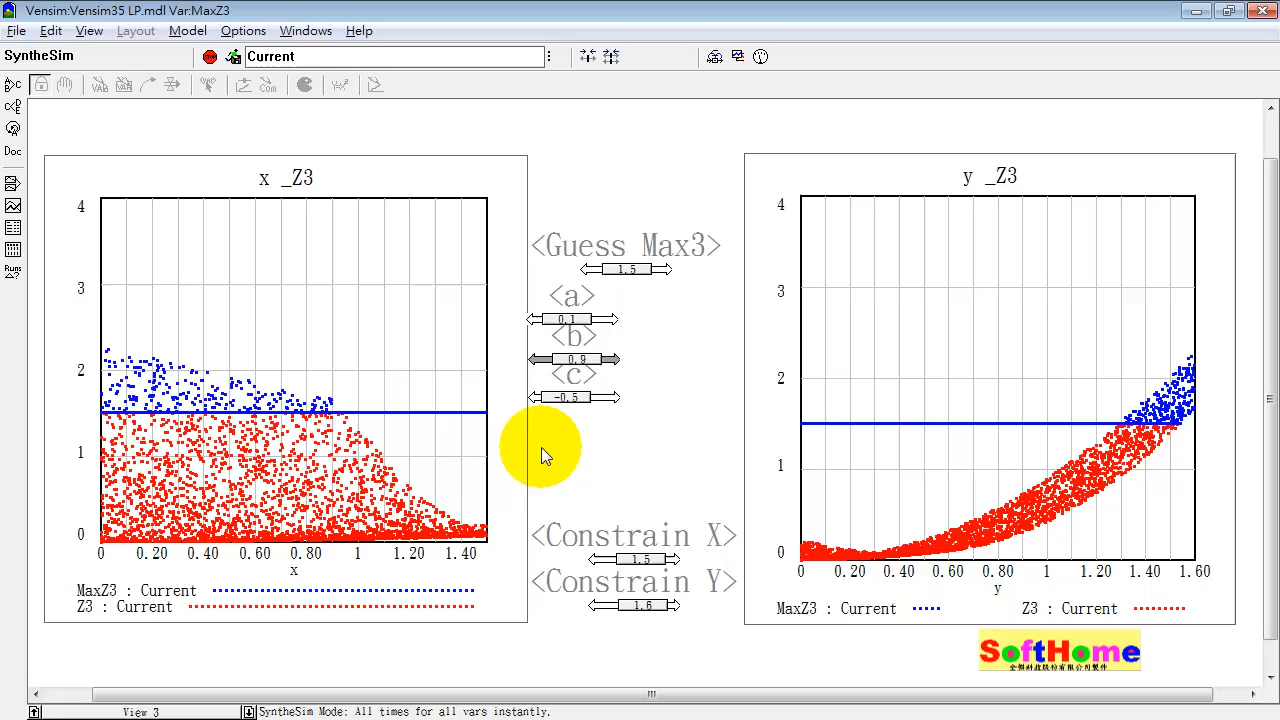 Vensim:Vensim35 LP.mdl Var:MaxZ3
File Edit View Layout Model Options Windows Help
SyntheSim
Current
Com
Doc
Runs
x _Z3
4
3
2
1
0
0 0.20 0.40 0.60 0.80 1 1.20 1.40
x
MaxZ3 : Current
Z3 : Current
<Guess Max3>
1.5
<a>
0.1
<b>
0.9
<c>
-0.5
<Constrain X>
1.5
<Constrain Y>
1.6
y _Z3
4
3
2
1
0
0 0.20 0.40 0.60 0.80 1 1.20 1.40 1.60
y
MaxZ3 : Current Z3 : Current
SoftHome
View 3
SyntheSim Mode: All times for all vars instantly.